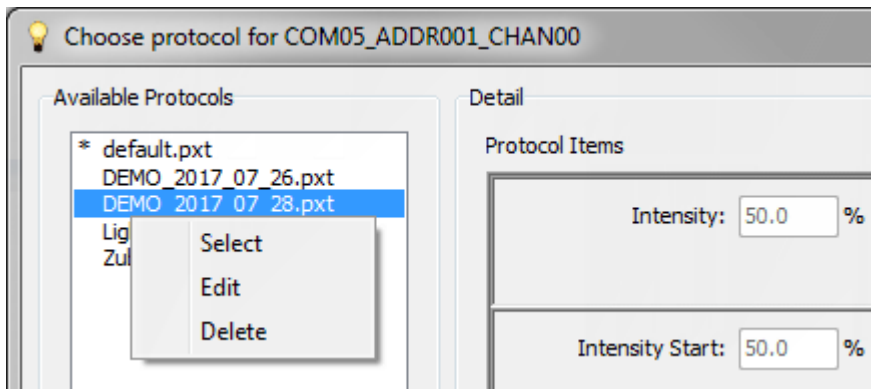 Choose protocol for COM05_ADDR001_CHAN00
Available Protocols
* default.pxt
DEMO_2017_07_26.pxt
DEMO_2017_07_28.pxt
Select
Edit
Delete
Detail
Protocol Items
Intensity: 50.0 %
Intensity Start: 50.0 %